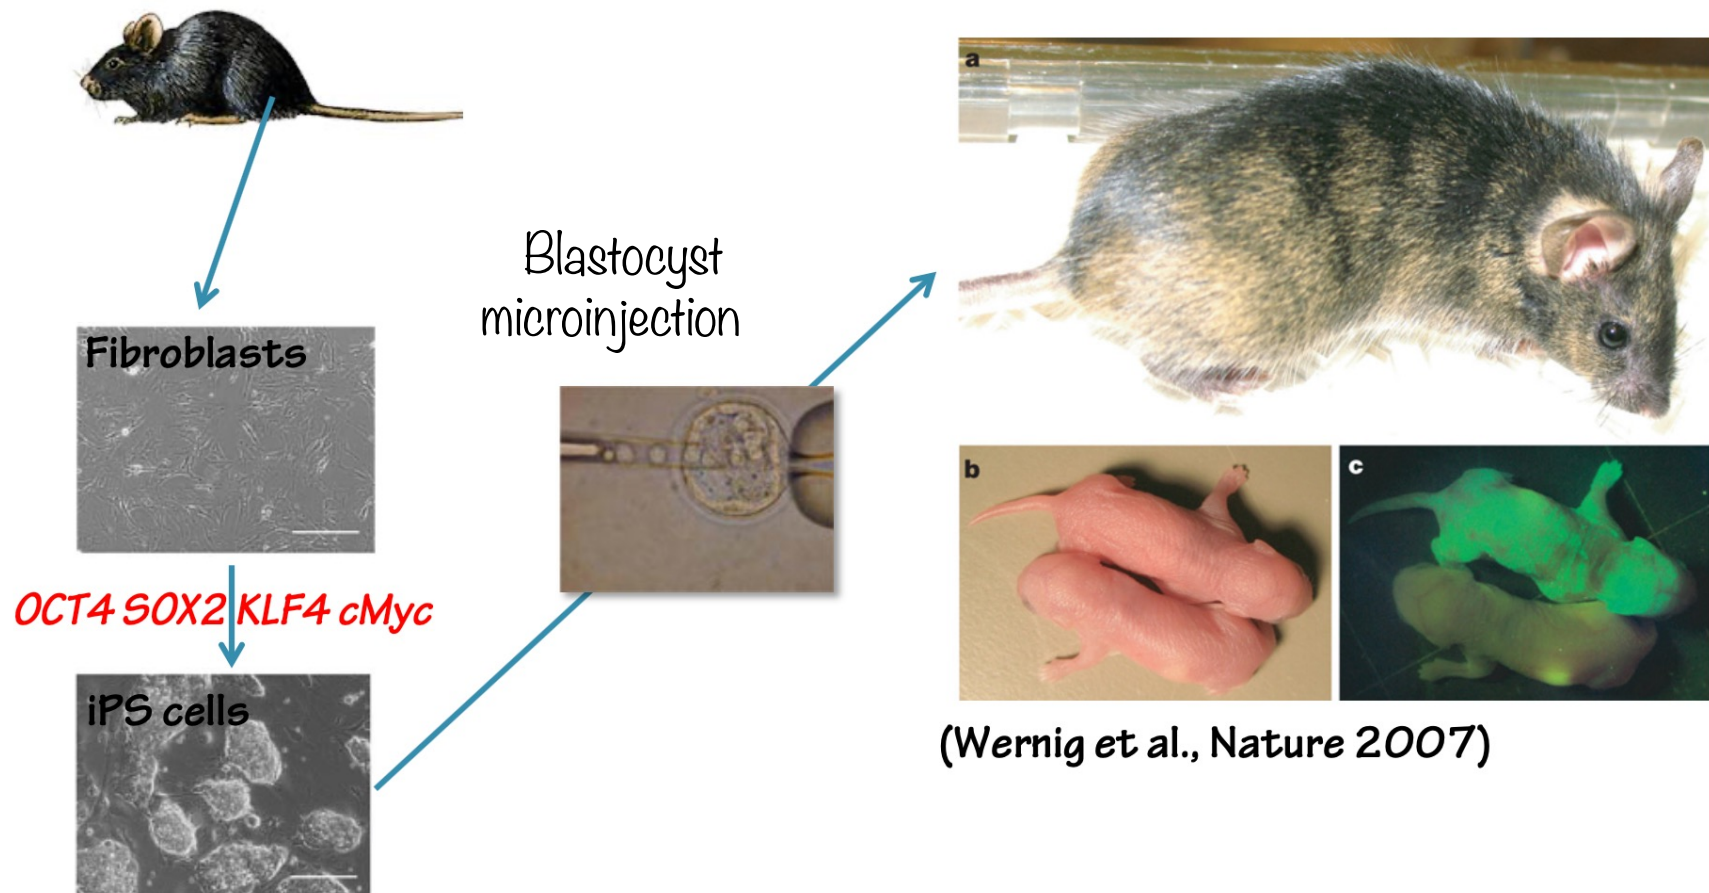 Fibroblasts
OCT4 SOX2 KLF4 cMyc
iPS cells
Blastocyst
microinjection
a
b
c
(Wernig et al., Nature 2007)